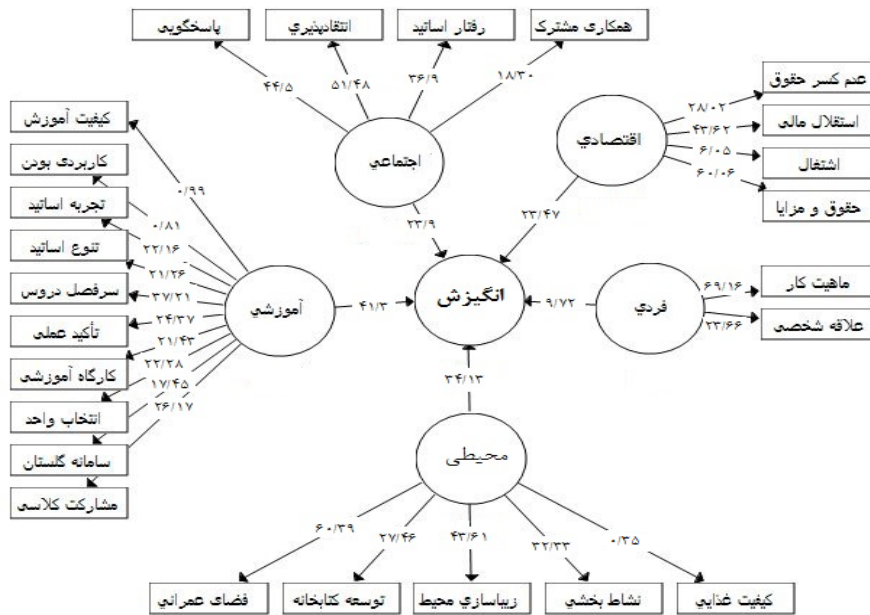 پاسخگویی
انتقادپذیري
رفتار اساتید
همکاری مشترک
۴۴/۵
۵۱/۴۸
۳۶/۹
۱۸/۳۰
اجتماعي
۲۳/۹
عدم کسر حقوق
استقلال مالی
اشتغال
حقوق و مزایا
۲۸/۰۲
۴۳/۶۲
۶/۰۵
۶۰/۰۶
اقتصادي
۲۳/۴۷
کیفیت آموزش
کاربردی بودن
تجربه اساتید
تنوع اساتید
سرفصل دروس
تأکید عملی
کارگاه آموزشی
انتخاب واحد
سامانه گلستان
مشارکت کلاسی
۰/۹۹
۰/۸۱
۲۲/۱۶
۲۱/۲۶
۳۷/۲۱
۲۴/۳۷
۲۱/۴۳
۲۲/۲۸
۱۷/۴۵
۲۶/۱۷
آموزشي
۴۱/۳
انگیزش
۹/۷۲
فردي
۶۹/۱۶
۲۳/۶۶
ماهیت کار
علاقه شخصی
۳۴/۱۳
محیطی
۶۰/۳۹
۲۷/۴۶
۴۳/۶۱
۳۲/۳۳
۰/۳۵
فضای عمراني
توسعه کتابخانه
زیباسازي محیط
نشاط بخشي
کیفیت غذایي